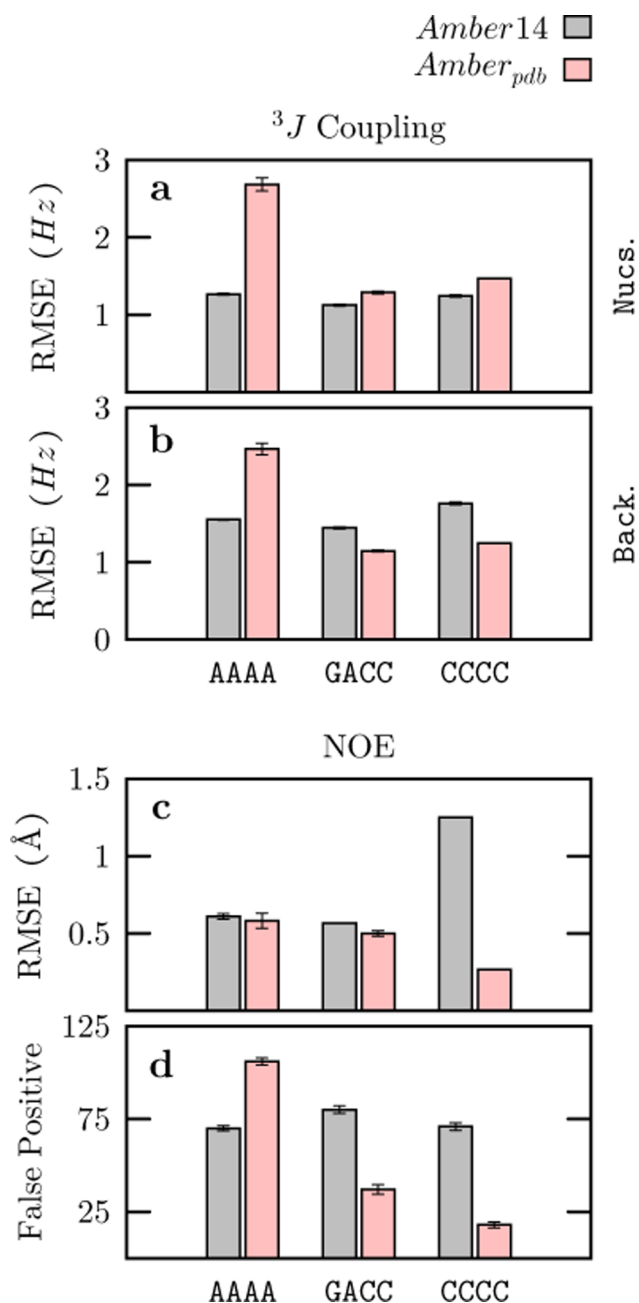 Amber14
Amber_pdb
³J Coupling
a
RMSE (Hz)
3
2
1
Nucs.
b
RMSE (Hz)
3
2
1
0
Back.
AAAA GACC CCCC
NOE
c
RMSE (Å)
1.5
1
0.5
d
False Positive
125
75
25
AAAA GACC CCCC